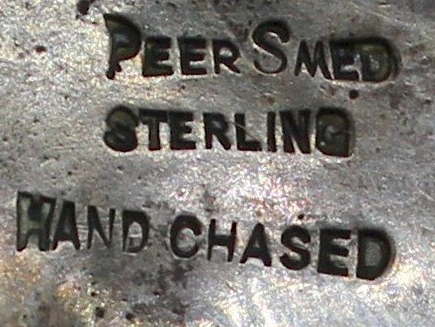 PEER SMED
STERLING
HAND CHASED